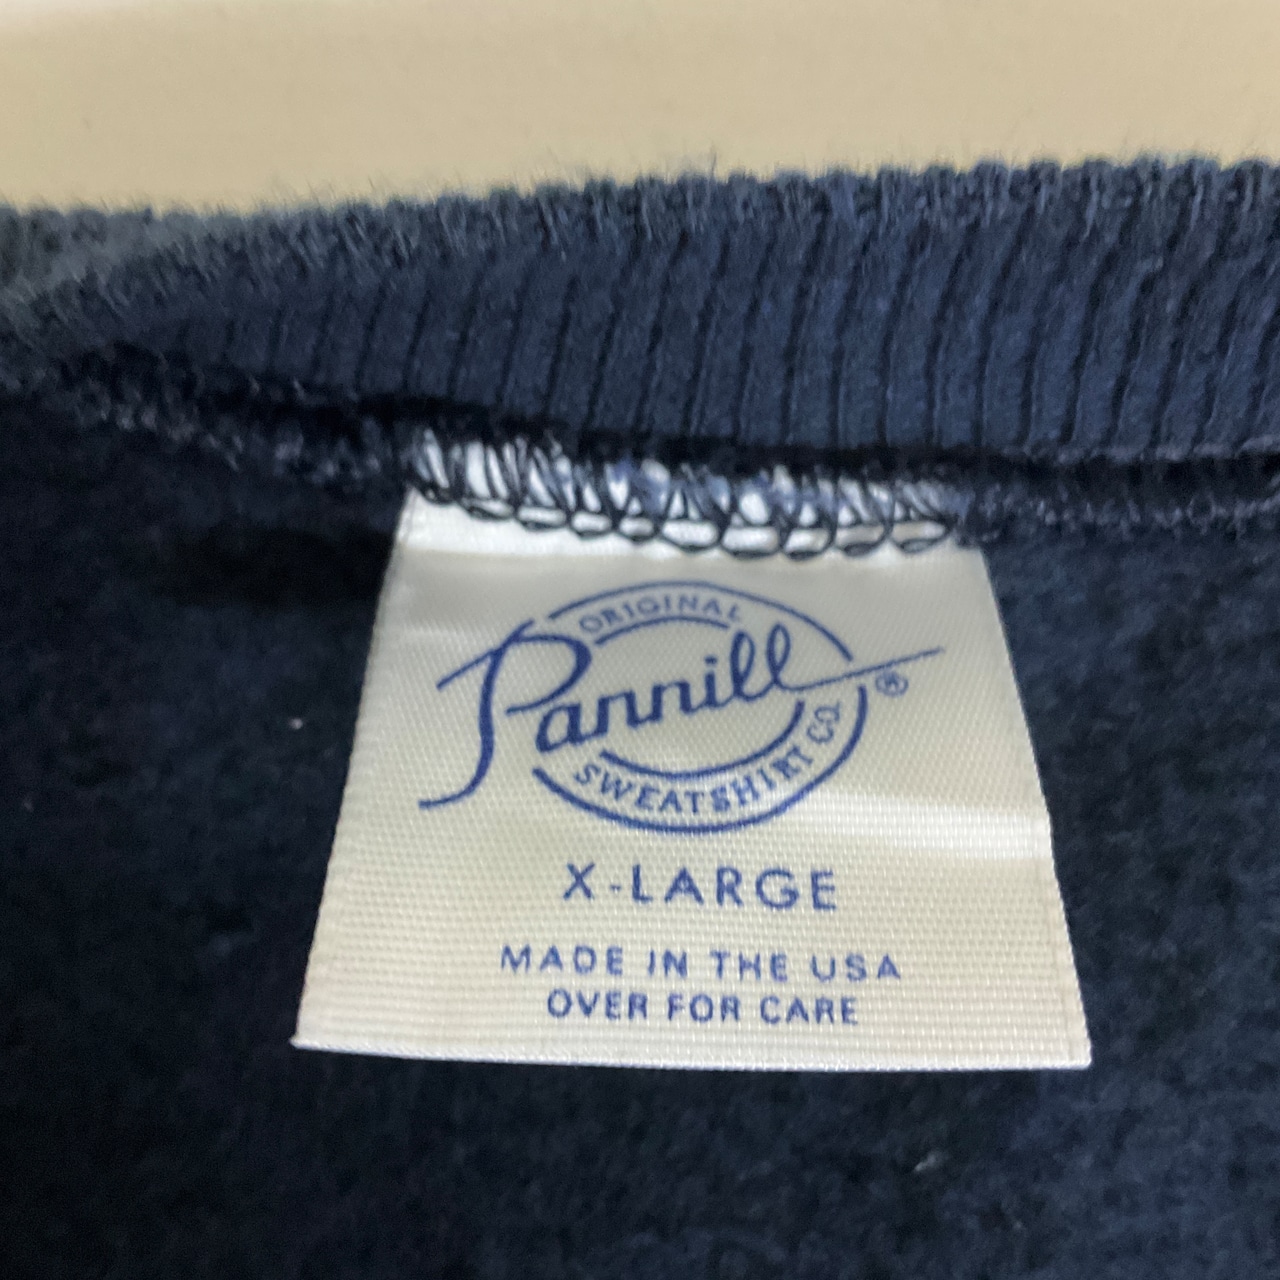 ORIGINAL
Pannill ®
SWEATSHIRT CO.
X-LARGE
MADE IN THE USA
OVER FOR CARE